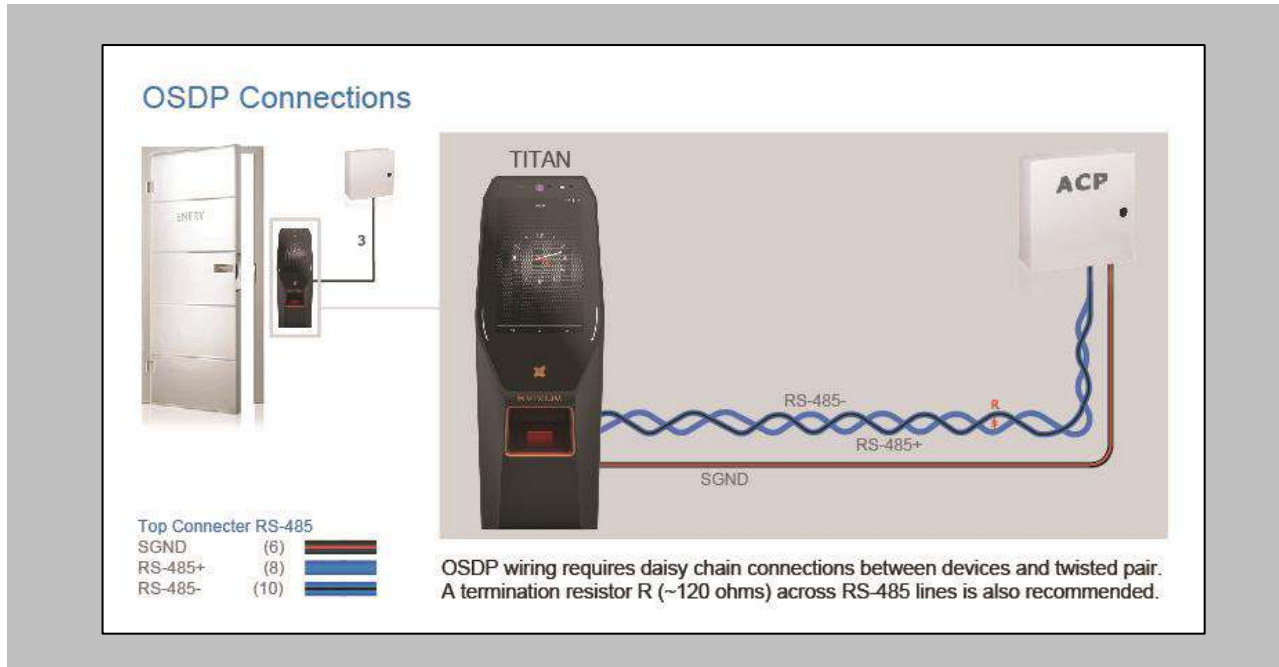 OSDP Connections
TITAN
ACP
3
RS-485-
R
RS-485+
SGND
Top Connecter RS-485
SGND (6)
RS-485+ (8)
RS-485- (10)
OSDP wiring requires daisy chain connections between devices and twisted pair.
A termination resistor R (~120 ohms) across RS-485 lines is also recommended.